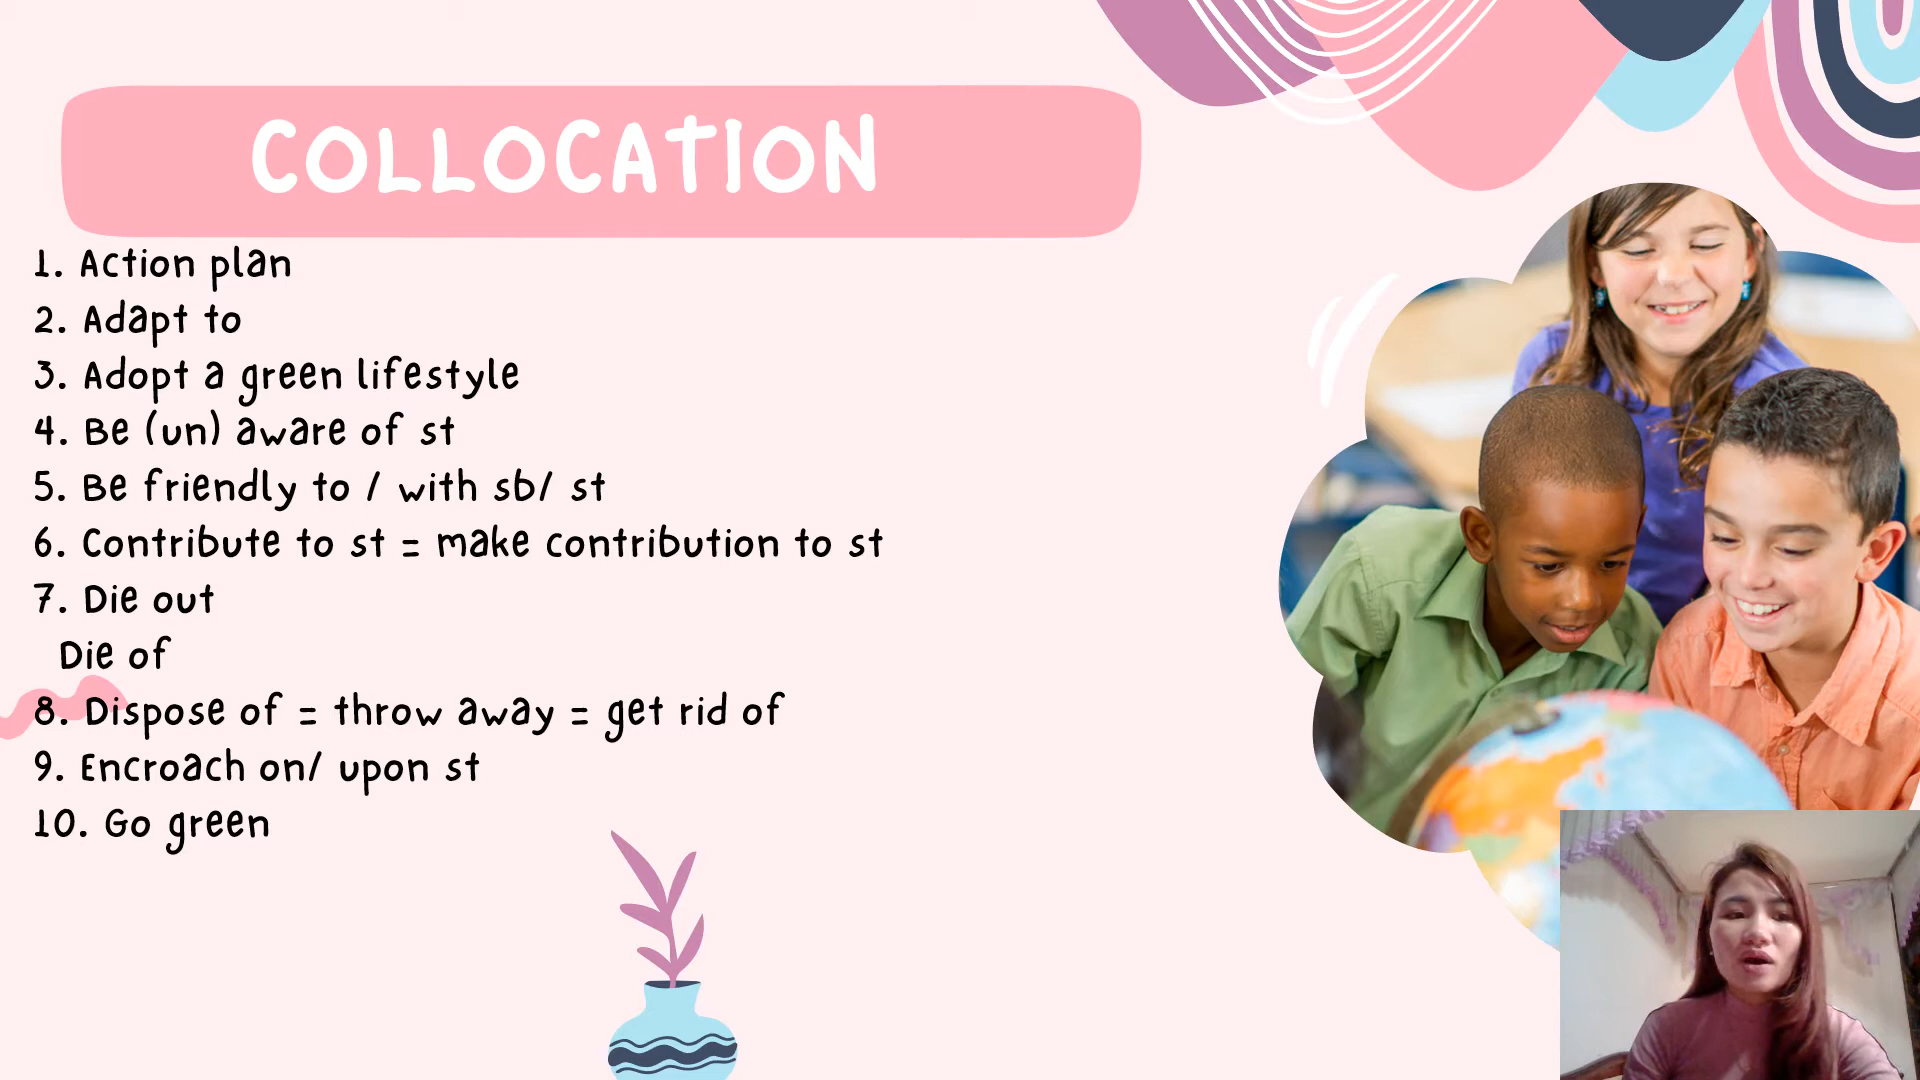 COLLOCATION
1. Action plan
2. Adapt to
3. Adopt a green lifestyle
4. Be (un) aware of st
5. Be friendly to / with sb/ st
6. Contribute to st = make contribution to st
7. Die out
Die of
8. Dispose of = throw away = get rid of
9. Encroach on/ upon st
10. Go green